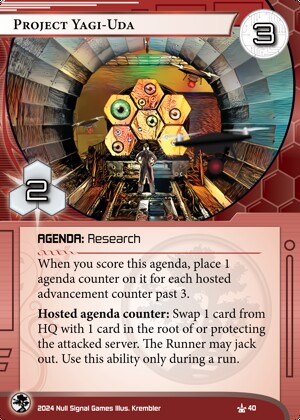 Project Yagi-Uda
3
2
AGENDA: Research
When you score this agenda, place 1
agenda counter on it for each hosted
advancement counter past 3.
Hosted agenda counter: Swap 1 card from
HQ with 1 card in the root of or protecting
the attacked server. The Runner may jack
out. Use this ability only during a run.
2024 Null Signal Games Illus. Krembler
40